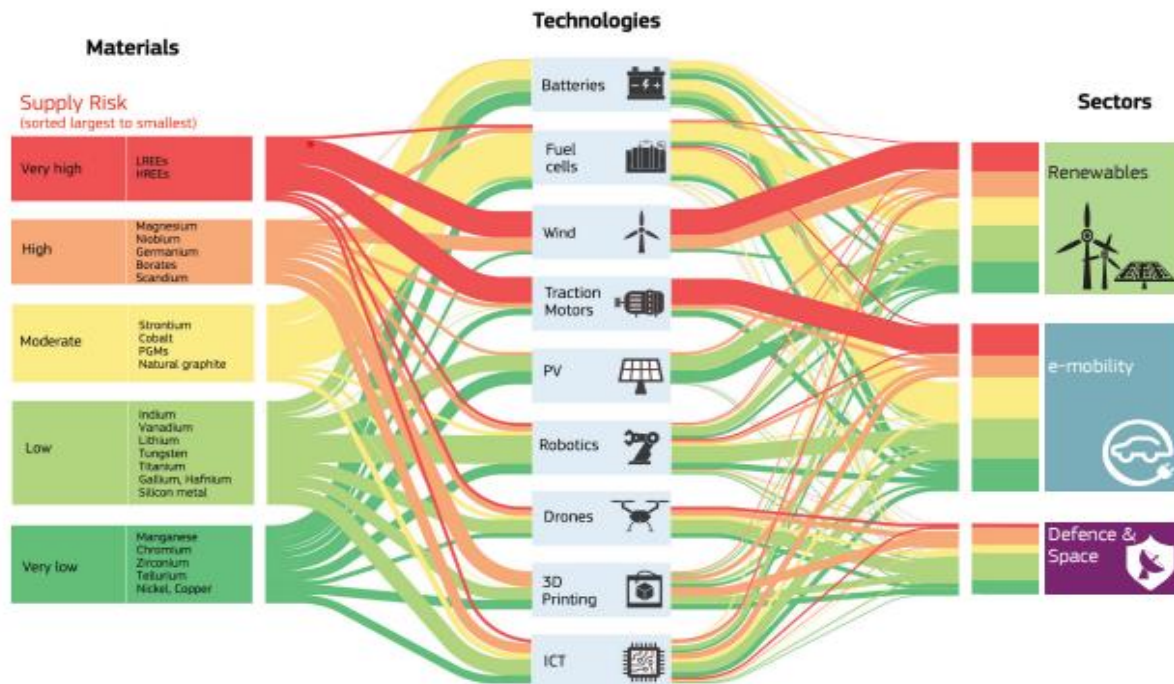 Materials
Technologies
Sectors
Supply Risk
(sorted largest to smallest)
Very high
LREEs
HREEs
High
Magnesium
Niobium
Germanium
Borates
Scandium
Moderate
Strontium
Cobalt
PGMs
Natural graphite
Low
Indium
Vanadium
Lithium
Tungsten
Titanium
Gallium, Hafnium
Silicon metal
Very low
Manganese
Chromium
Zirconium
Tellurium
Nickel, Copper
Batteries
Fuel
cells
Wind
Traction
Motors
PV
Robotics
Drones
3D
Printing
ICT
Renewables
e-mobility
Defence &
Space